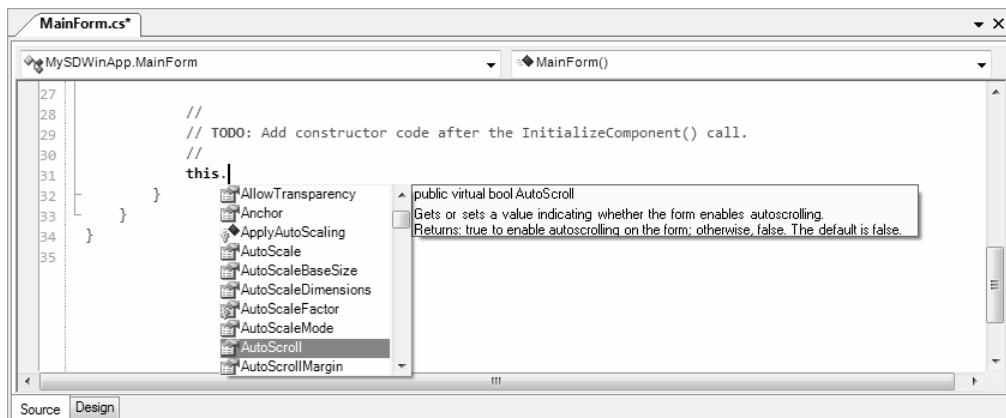 MainForm.cs*
MySDWinApp.MainForm MainForm()
27
28 //
29 // TODO: Add constructor code after the InitializeComponent() call.
30 //
31 this.
32 }
33 }
34 }
35
AllowTransparency
Anchor
ApplyAutoScaling
AutoScale
AutoScaleBaseSize
AutoScaleDimensions
AutoScaleFactor
AutoScaleMode
AutoScroll
AutoScrollMargin
public virtual bool AutoScroll
Gets or sets a value indicating whether the form enables autoscrolling.
Returns: true to enable autoscrolling on the form; otherwise, false. The default is false.
Source Design